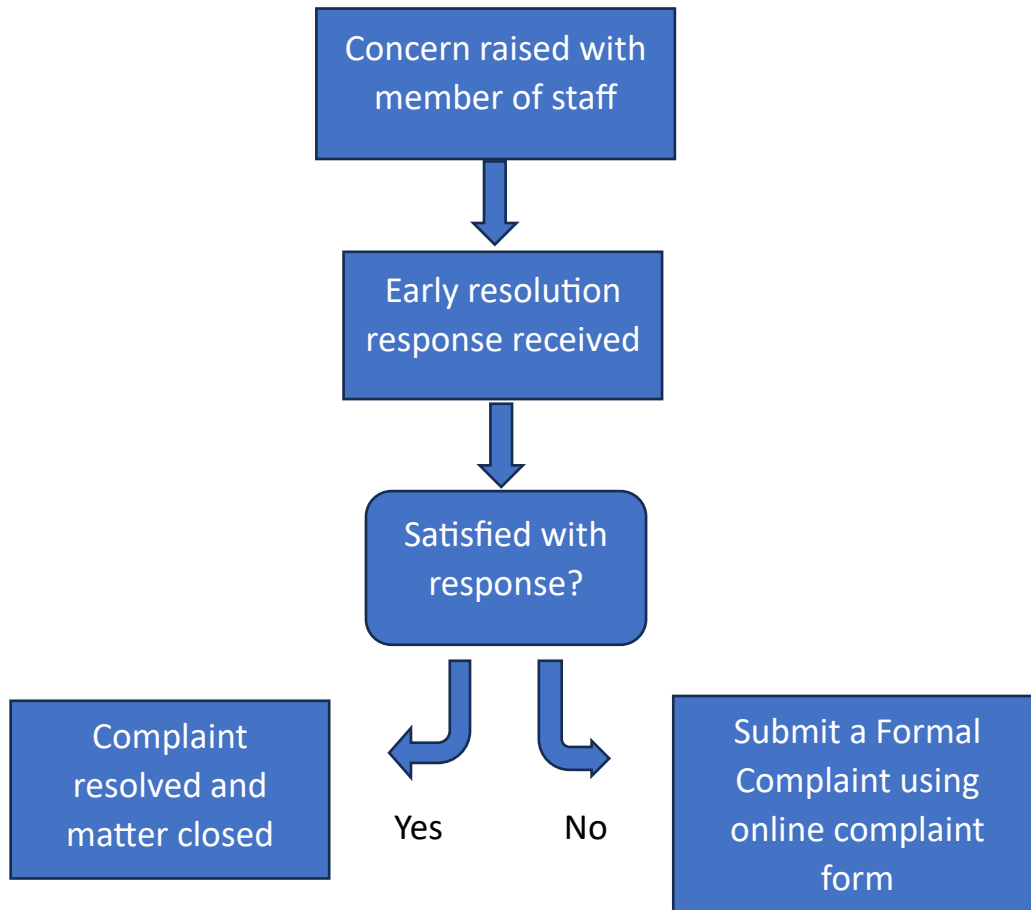 Concern raised with
member of staff
Early resolution
response received
Satisfied with
response?
Complaint
resolved and
matter closed
Yes
No
Submit a Formal
Complaint using
online complaint
form